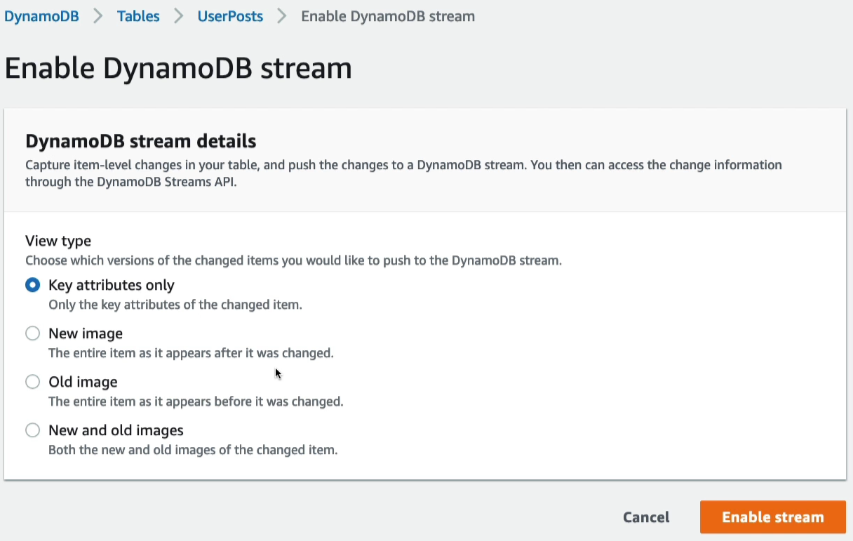 DynamoDB > Tables > UserPosts > Enable DynamoDB stream
Enable DynamoDB stream
DynamoDB stream details
Capture item-level changes in your table, and push the changes to a DynamoDB stream. You then can access the change information
through the DynamoDB Streams API.
View type
Choose which versions of the changed items you would like to push to the DynamoDB stream.
Key attributes only
Only the key attributes of the changed item.
New image
The entire item as it appears after it was changed.
Old image
The entire item as it appears before it was changed.
New and old images
Both the new and old images of the changed item.
Cancel Enable stream